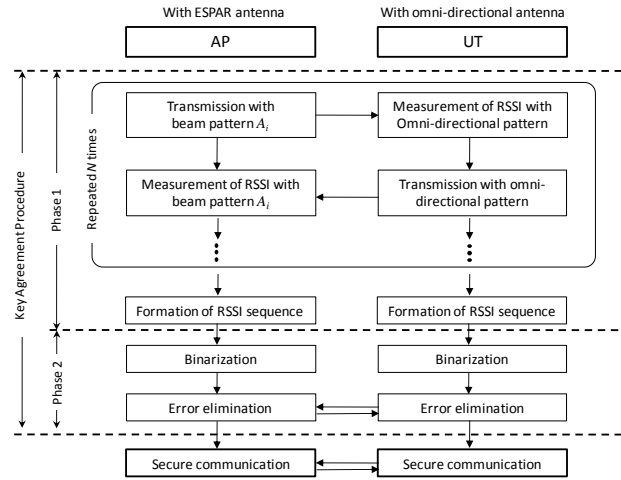 With ESPAR antenna
With omni-directional antenna
AP
UT
Key Agreement Procedure
Phase 1
Repeated N times
Transmission with
beam pattern A_i
Measurement of RSSI with
Omni-directional pattern
Measurement of RSSI with
beam pattern A_i
Transmission with omni-
directional pattern
Formation of RSSI sequence
Formation of RSSI sequence
Phase 2
Binarization
Binarization
Error elimination
Error elimination
Secure communication
Secure communication